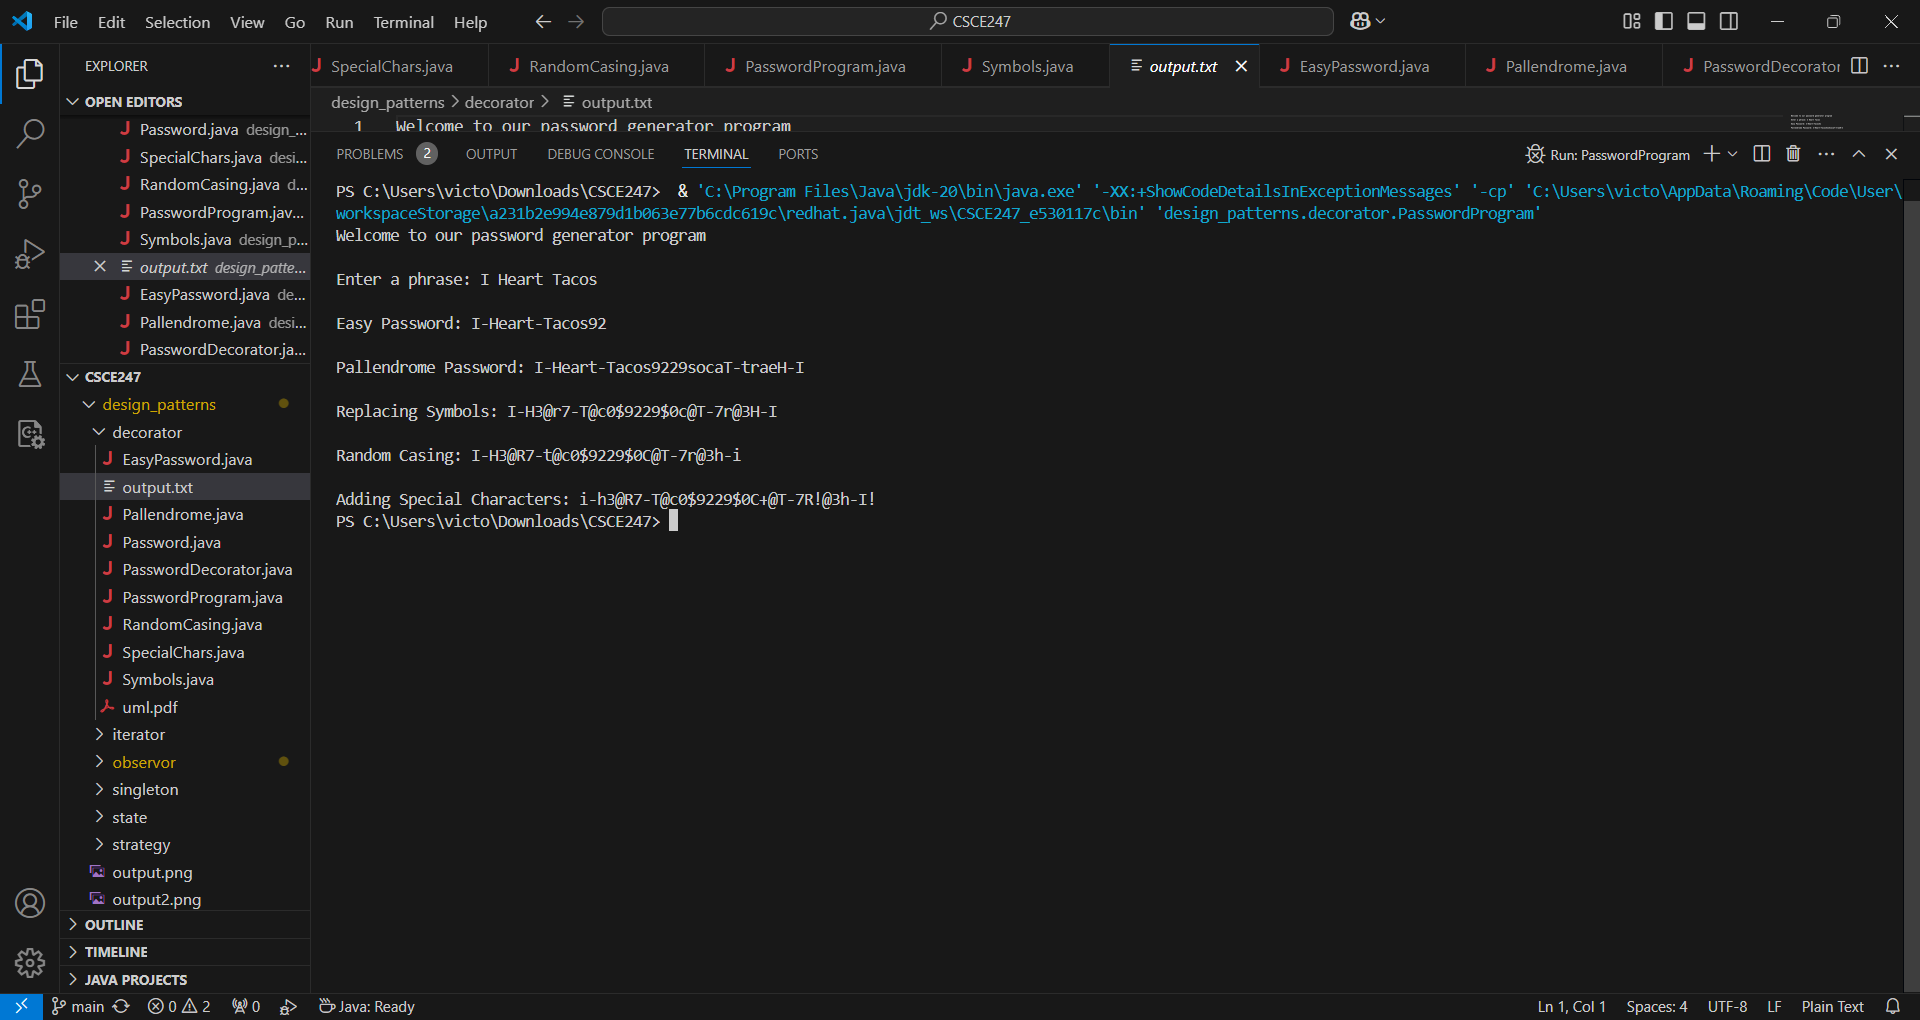 File Edit Selection View Go Run Terminal Help
CSCE247
EXPLORER
SpecialChars.java RandomCasing.java PasswordProgram.java Symbols.java output.txt EasyPassword.java Pallendrome.java PasswordDecorator
OPEN EDITORS
Password.java design_...
SpecialChars.java desi...
RandomCasing.java d...
PasswordProgram.jav...
Symbols.java design_p...
output.txt design_patte...
EasyPassword.java de...
Pallendrome.java desi...
PasswordDecorator.ja...
CSCE247
design_patterns
decorator
EasyPassword.java
output.txt
Pallendrome.java
Password.java
PasswordDecorator.java
PasswordProgram.java
RandomCasing.java
SpecialChars.java
Symbols.java
uml.pdf
iterator
observor
singleton
state
strategy
output.png
output2.png
OUTLINE
TIMELINE
JAVA PROJECTS
design_patterns > decorator > output.txt
1 Welcome to our password generator program
PROBLEMS 2 OUTPUT DEBUG CONSOLE TERMINAL PORTS
Run: PasswordProgram
PS C:\Users\victo\Downloads\CSCE247> & 'C:\Program Files\Java\jdk-20\bin\java.exe' '-XX:+ShowCodeDetailsInExceptionMessages' '-cp' 'C:\Users\victo\AppData\Roaming\Code\User\
workspaceStorage\a231b2e994e879d1b063e77b6cdc619c\redhat.java\jdt_ws\CSCE247_e530117c\bin' 'design_patterns.decorator.PasswordProgram'
Welcome to our password generator program
Enter a phrase: I Heart Tacos
Easy Password: I-Heart-Tacos92
Pallendrome Password: I-Heart-Tacos9229socaT-traeH-I
Replacing Symbols: I-H3@r7-T@c0$9229$0c@T-7r@3H-I
Random Casing: I-H3@R7-t@c0$9229$0C@T-7r@3h-i
Adding Special Characters: i-h3@R7-T@c0$9229$0C+@T-7R!@3h-I!
PS C:\Users\victo\Downloads\CSCE247>
main 0 2 0 Java: Ready
Ln 1, Col 1 Spaces: 4 UTF-8 LF Plain Text